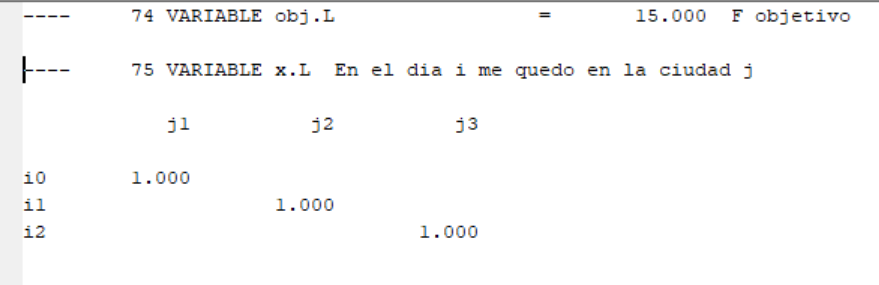 ---- 74 VARIABLE obj.L = 15.000 F objetivo
---- 75 VARIABLE x.L En el dia i me quedo en la ciudad j
j1 j2 j3
i0 1.000
i1 1.000
i2 1.000